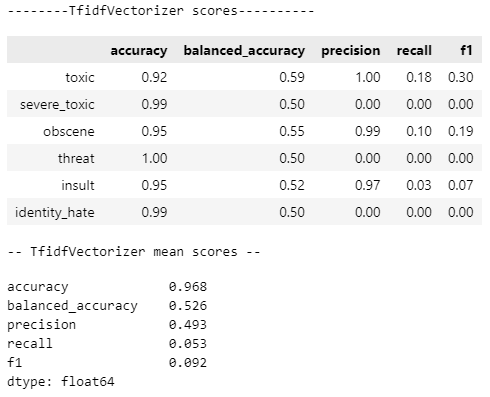 --------TfidfVectorizer scores----------
accuracy balanced_accuracy precision recall f1
toxic 0.92 0.59 1.00 0.18 0.30
severe_toxic 0.99 0.50 0.00 0.00 0.00
obscene 0.95 0.55 0.99 0.10 0.19
threat 1.00 0.50 0.00 0.00 0.00
insult 0.95 0.52 0.97 0.03 0.07
identity_hate 0.99 0.50 0.00 0.00 0.00
-- TfidfVectorizer mean scores --
accuracy 0.968
balanced_accuracy 0.526
precision 0.493
recall 0.053
f1 0.092
dtype: float64